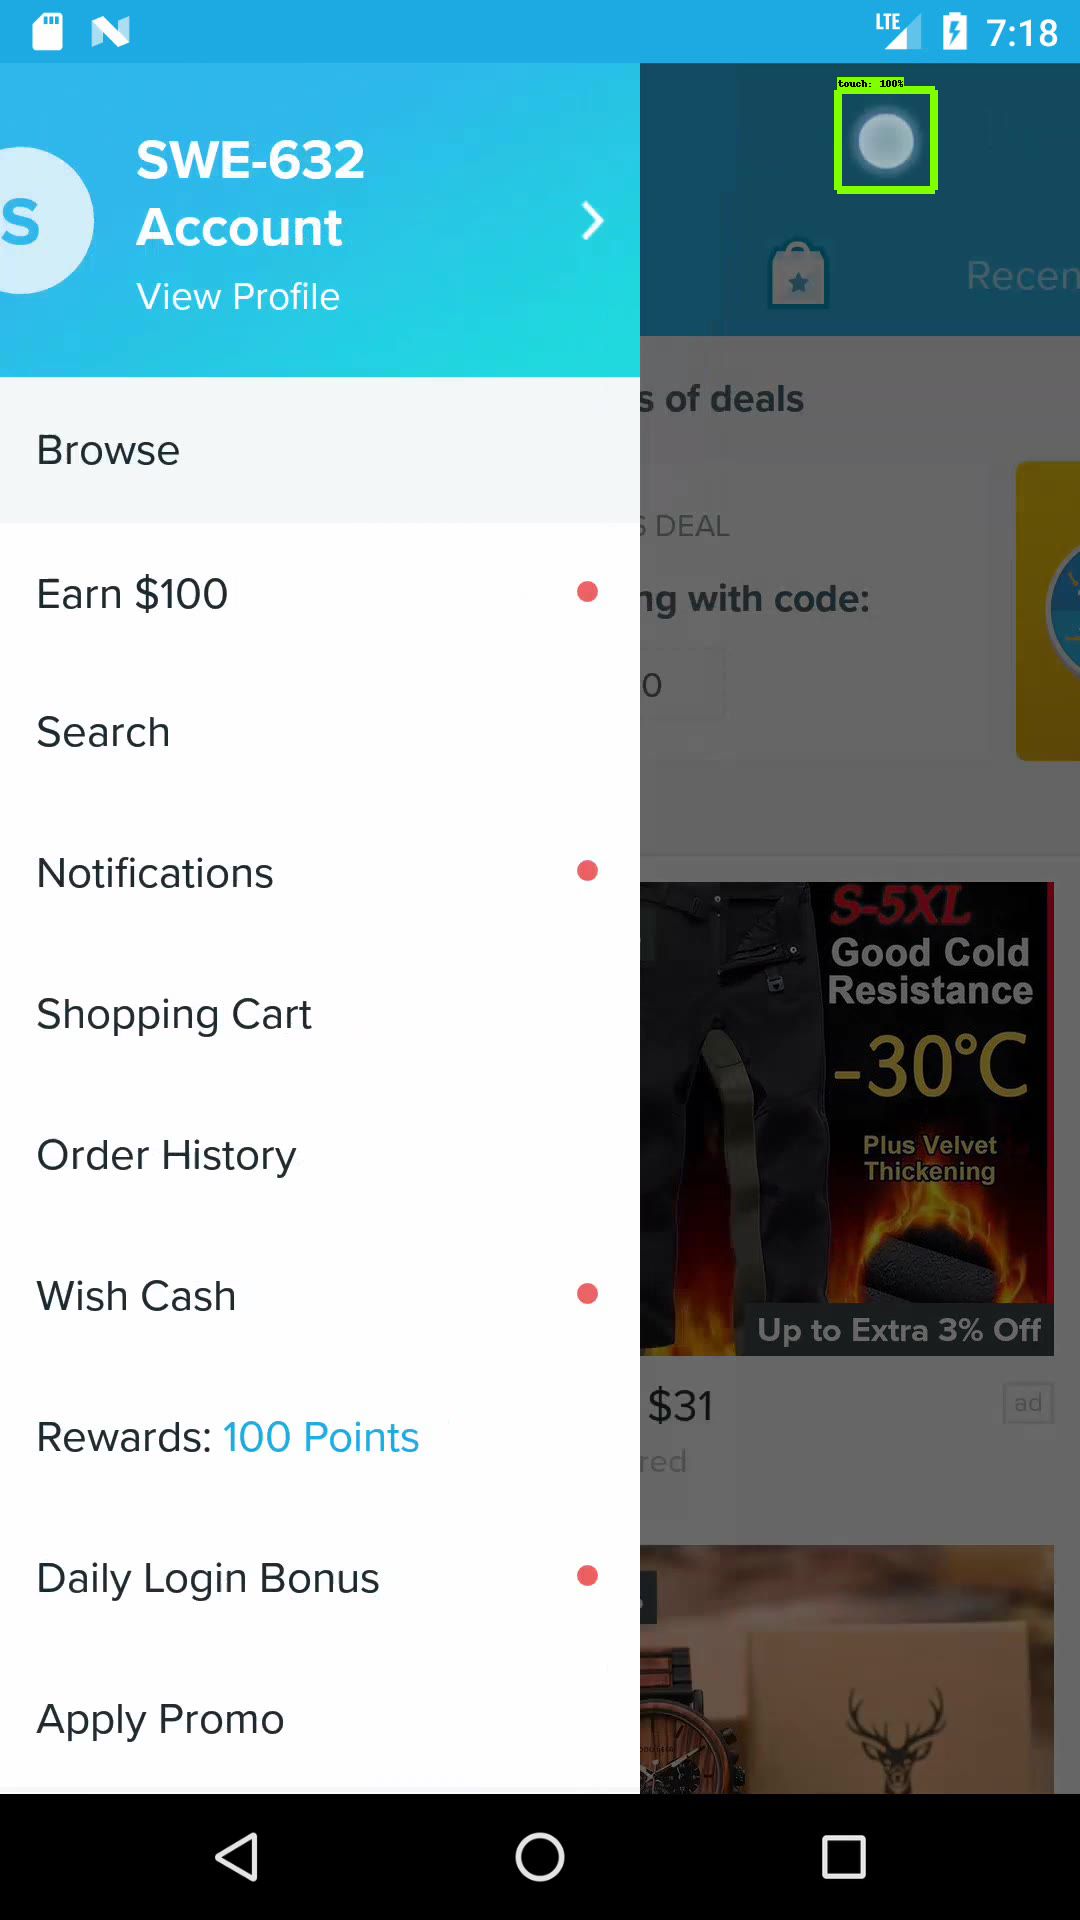 LTE 7:18
touch: 100%
S
SWE-632
Account
View Profile
Recen
Browse
s of deals
S DEAL
Earn $100
ng with code:
0
Search
Notifications
S-5XL
Good Cold
Resistance
Shopping Cart
-30°C
Order History
Plus Velvet
Thickening
Wish Cash
Up to Extra 3% Off
$31
ad
Rewards: 100 Points
red
Daily Login Bonus
Apply Promo